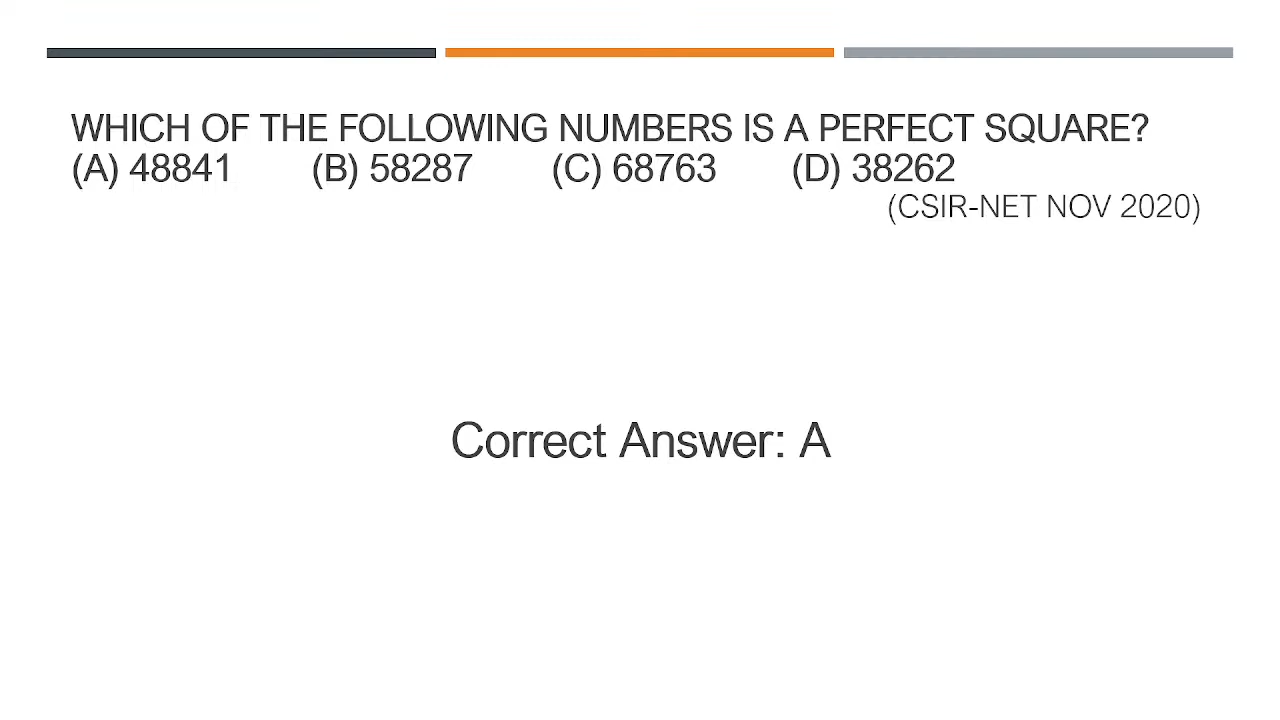 WHICH OF THE FOLLOWING NUMBERS IS A PERFECT SQUARE?
(A) 48841 (B) 58287 (C) 68763 (D) 38262
(CSIR-NET NOV 2020)
Correct Answer: A